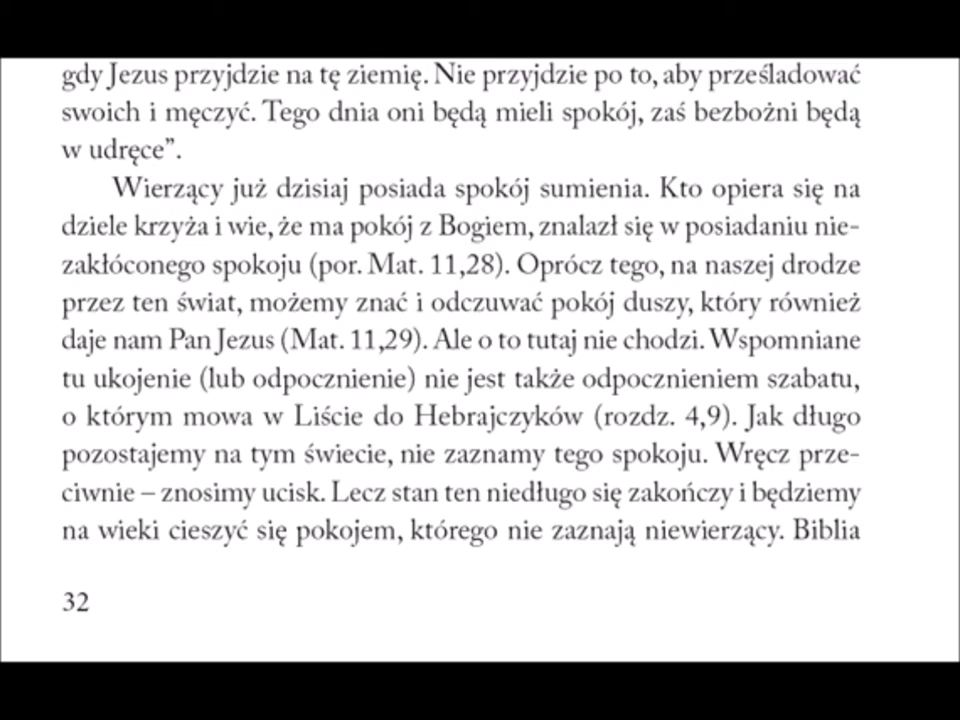 gdy Jezus przyjdzie na tę ziemię. Nie przyjdzie po to, aby prześladować
swoich i męczyć. Tego dnia oni będą mieli spokój, zaś bezbożni będą
w udręce”.
Wierzący już dzisiaj posiada spokój sumienia. Kto opiera się na
dziele krzyża i wie, że ma pokój z Bogiem, znalazł się w posiadaniu nie-
zakłóconego spokoju (por. Mat. 11,28). Oprócz tego, na naszej drodze
przez ten świat, możemy znać i odczuwać pokój duszy, który również
daje nam Pan Jezus (Mat. 11,29). Ale o to tutaj nie chodzi. Wspomniane
tu ukojenie (lub odpocznienie) nie jest także odpocznieniem szabatu,
o którym mowa w Liście do Hebrajczyków (rozdz. 4,9). Jak długo
pozostajemy na tym świecie, nie zaznamy tego spokoju. Wręcz prze-
ciwnie – znosimy ucisk. Lecz stan ten niedługo się zakończy i będziemy
na wieki cieszyć się pokojem, którego nie zaznają niewierzący. Biblia
32